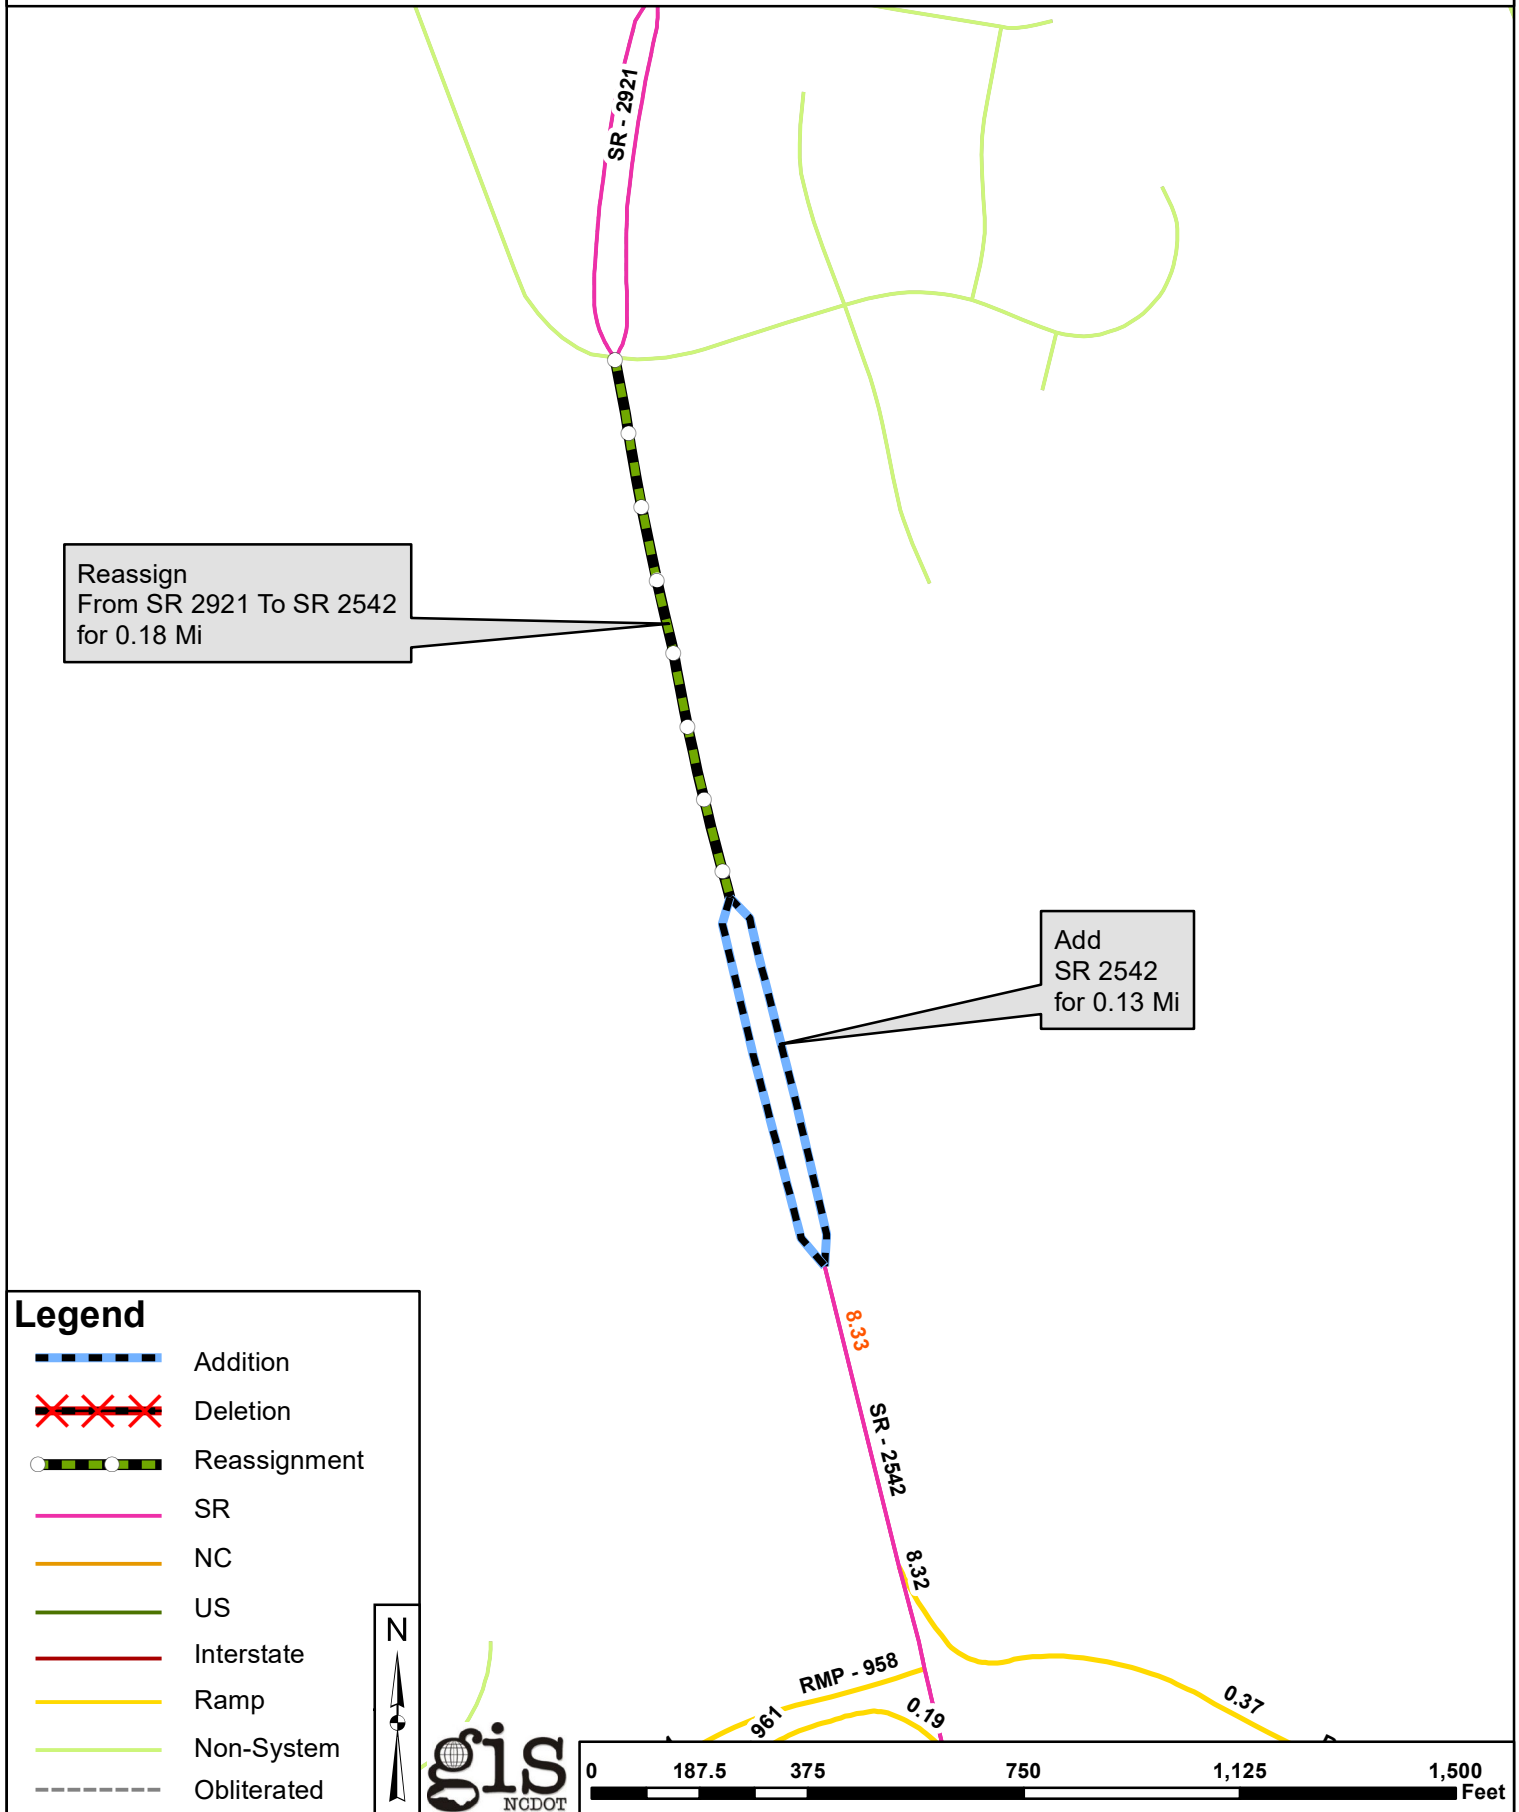 SR - 2921
Reassign
From SR 2921 To SR 2542
for 0.18 Mi
Add
SR 2542
for 0.13 Mi
8.33
SR - 2542
8.32
RMP - 958
961
0.19
0.37
Legend
Addition
Deletion
Reassignment
SR
NC
US
Interstate
Ramp
Non-System
Obliterated
N
gis
NCDOT
0 187.5 375 750 1,125 1,500
Feet